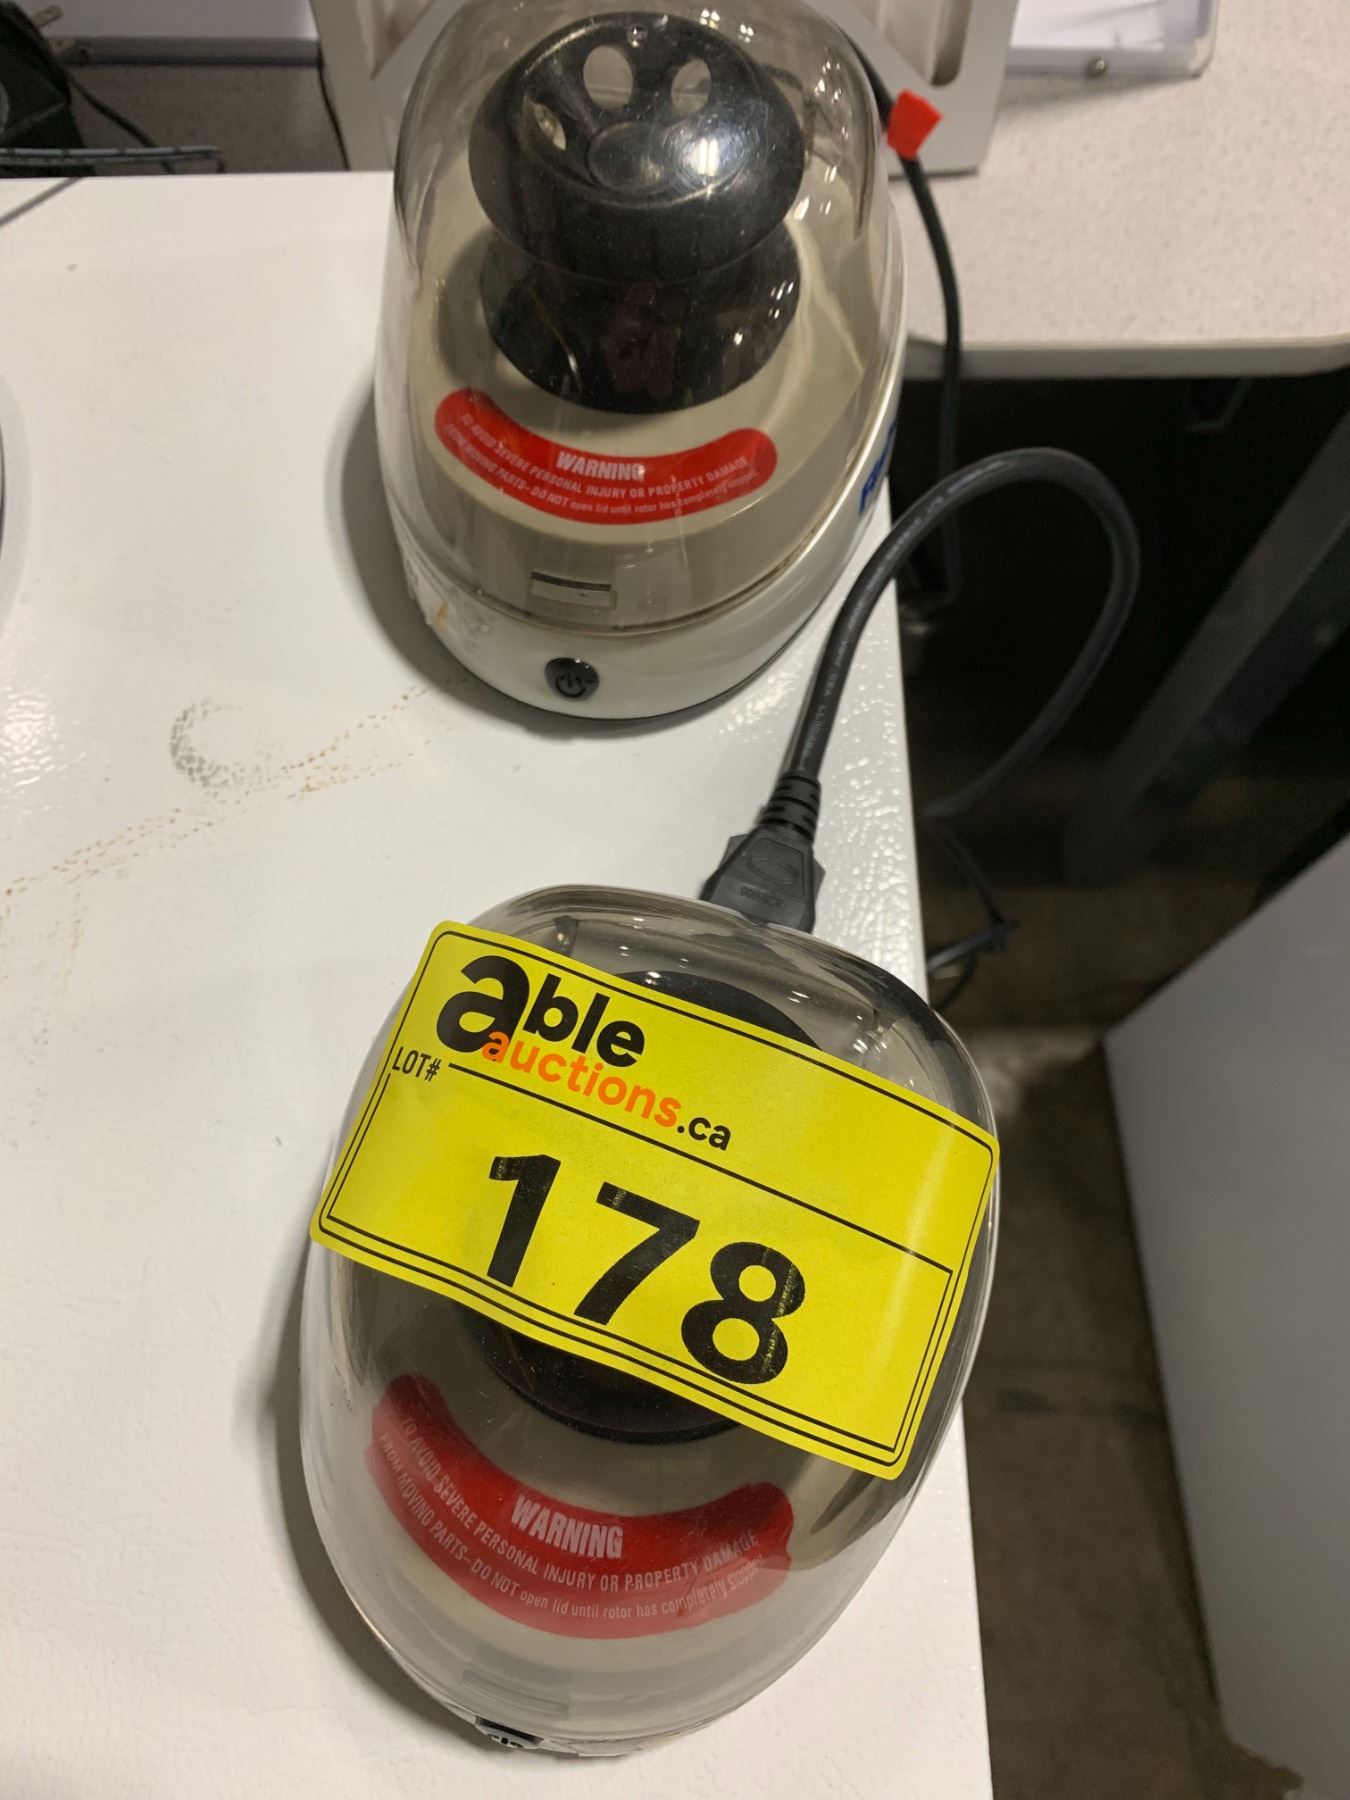 WARNING
TO AVOID SEVERE PERSONAL INJURY OR PROPERTY DAMAGE
FROM MOVING PARTS- DO NOT open lid until rotor has completely stopped
able
auctions.ca
LOT#
178
WARNING
TO AVOID SEVERE PERSONAL INJURY OR PROPERTY DAMAGE
FROM MOVING PARTS- DO NOT open lid until rotor has completely stopped